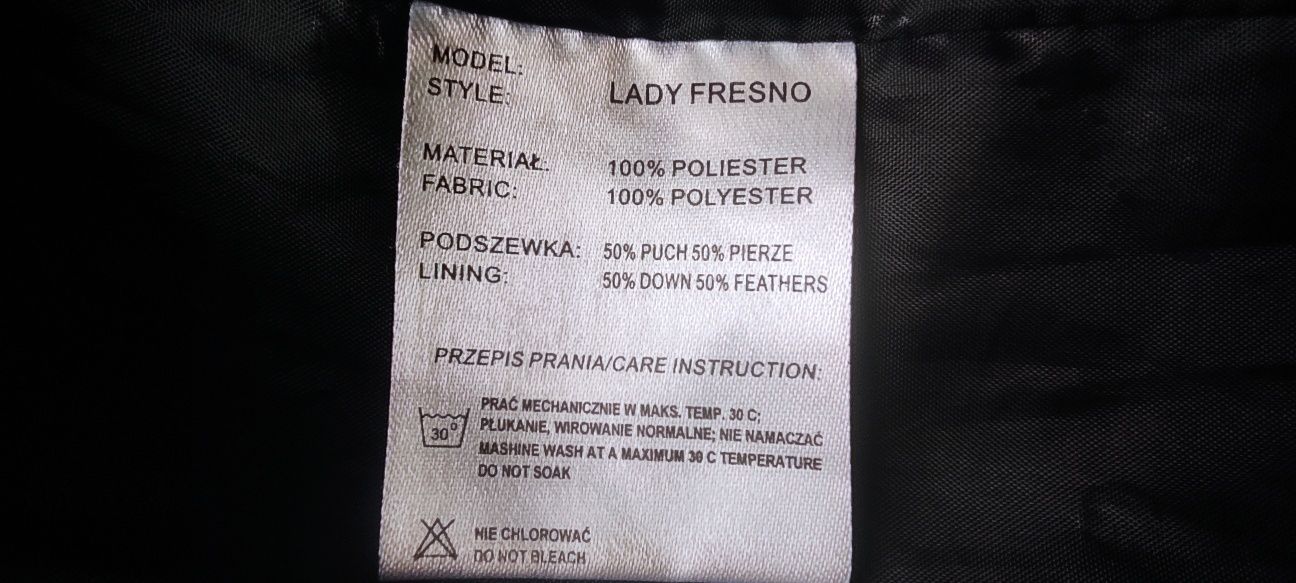 MODEL:
STYLE: LADY FRESNO
MATERIAŁ: 100% POLIESTER
FABRIC: 100% POLYESTER
PODSZEWKA: 50% PUCH 50% PIERZE
LINING: 50% DOWN 50% FEATHERS
PRZEPIS PRANIA/CARE INSTRUCTION:
30° PRAĆ MECHANICZNIE W MAKS. TEMP. 30 C;
PŁUKANIE, WIROWANIE NORMALNE; NIE NAMACZAĆ
MASHINE WASH AT A MAXIMUM 30 C TEMPERATURE
DO NOT SOAK
NIE CHLOROWAĆ
DO NOT BLEACH